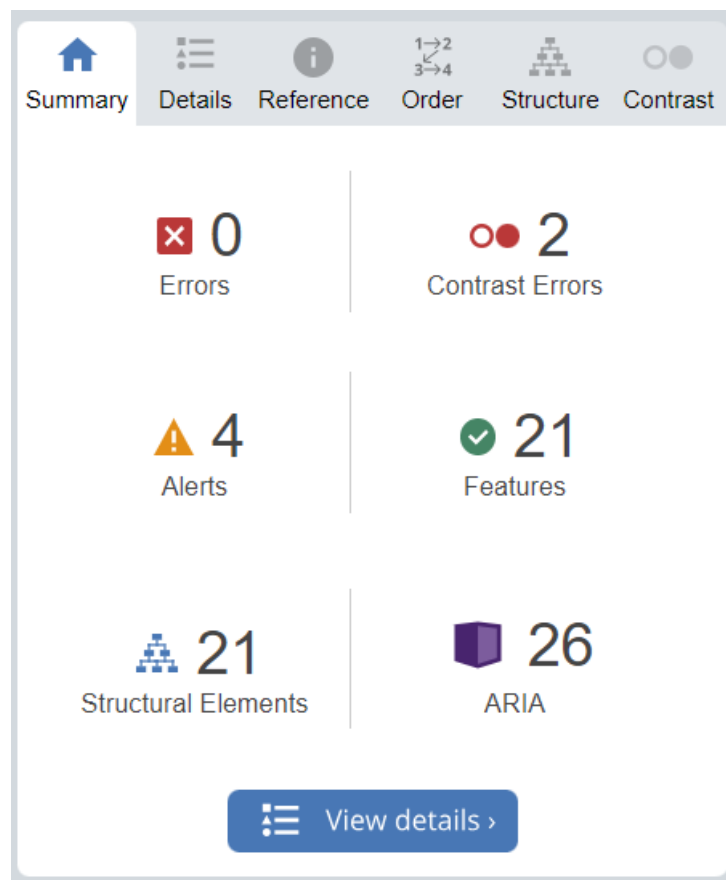 1→2
3→4
Summary Details Reference Order Structure Contrast
0 2
Errors Contrast Errors
4 21
Alerts Features
21 26
Structural Elements ARIA
View details ›